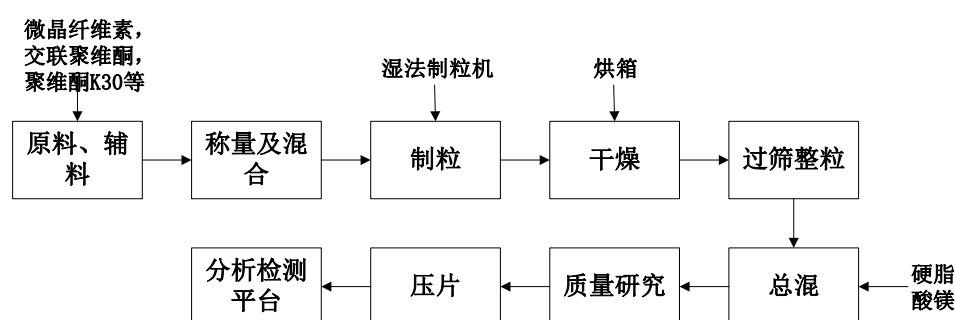 微晶纤维素，
交联聚维酮，
聚维酮K30等
湿法制粒机
烘箱
原料、辅
料
称量及混
合
制粒
干燥
过筛整粒
分析检测
平台
压片
质量研究
总混
硬脂
酸镁